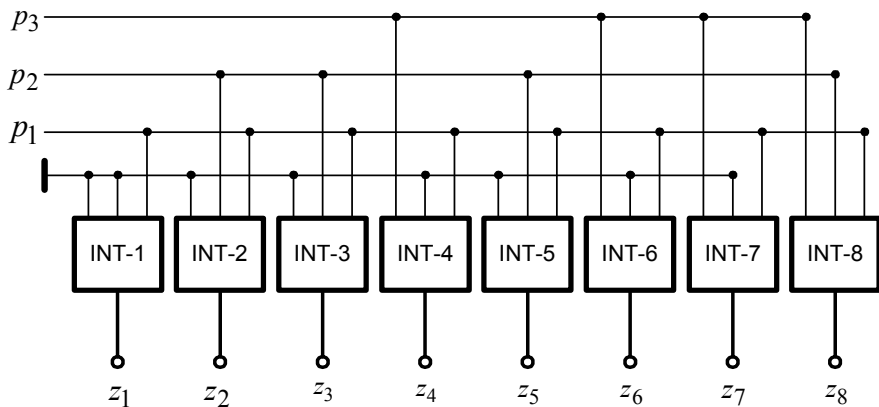 p₃
p₂
p₁
INT-1 INT-2 INT-3 INT-4 INT-5 INT-6 INT-7 INT-8
z₁ z₂ z₃ z₄ z₅ z₆ z₇ z₈